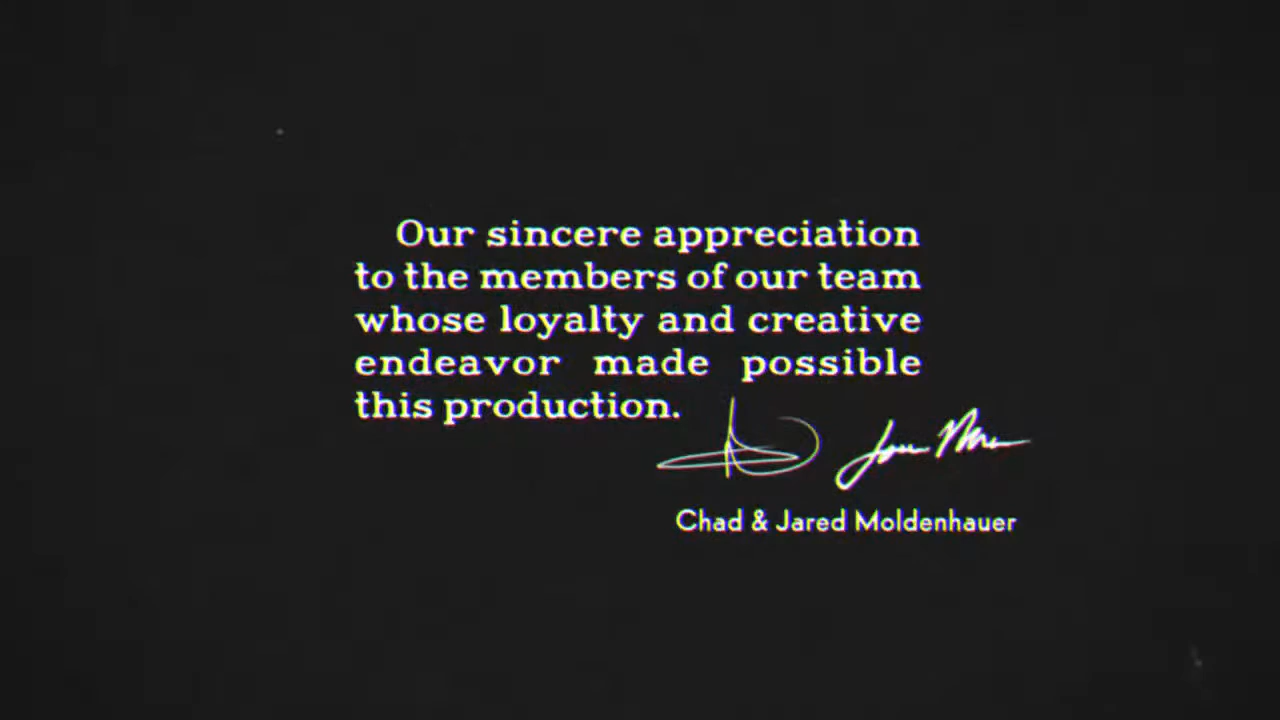 Our sincere appreciation
to the members of our team
whose loyalty and creative
endeavor made possible
this production.
Chad & Jared Moldenhauer